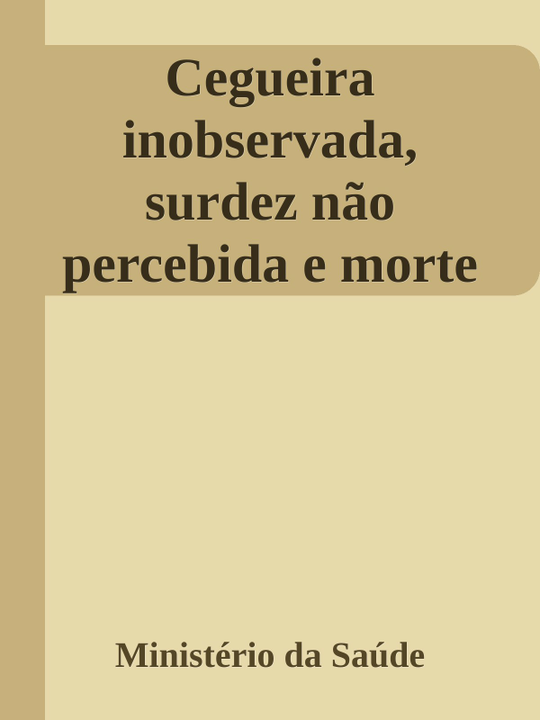 Cegueira
inobservada,
surdez não
percebida e morte
Ministério da Saúde